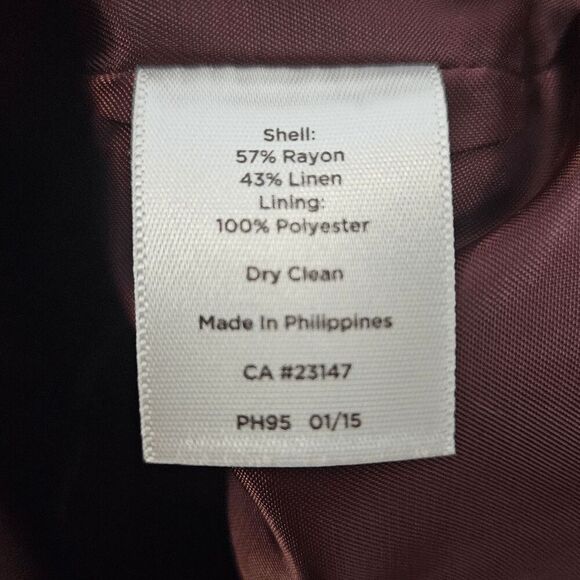 Shell:
57% Rayon
43% Linen
Lining:
100% Polyester
Dry Clean
Made In Philippines
CA #23147
PH95 01/15